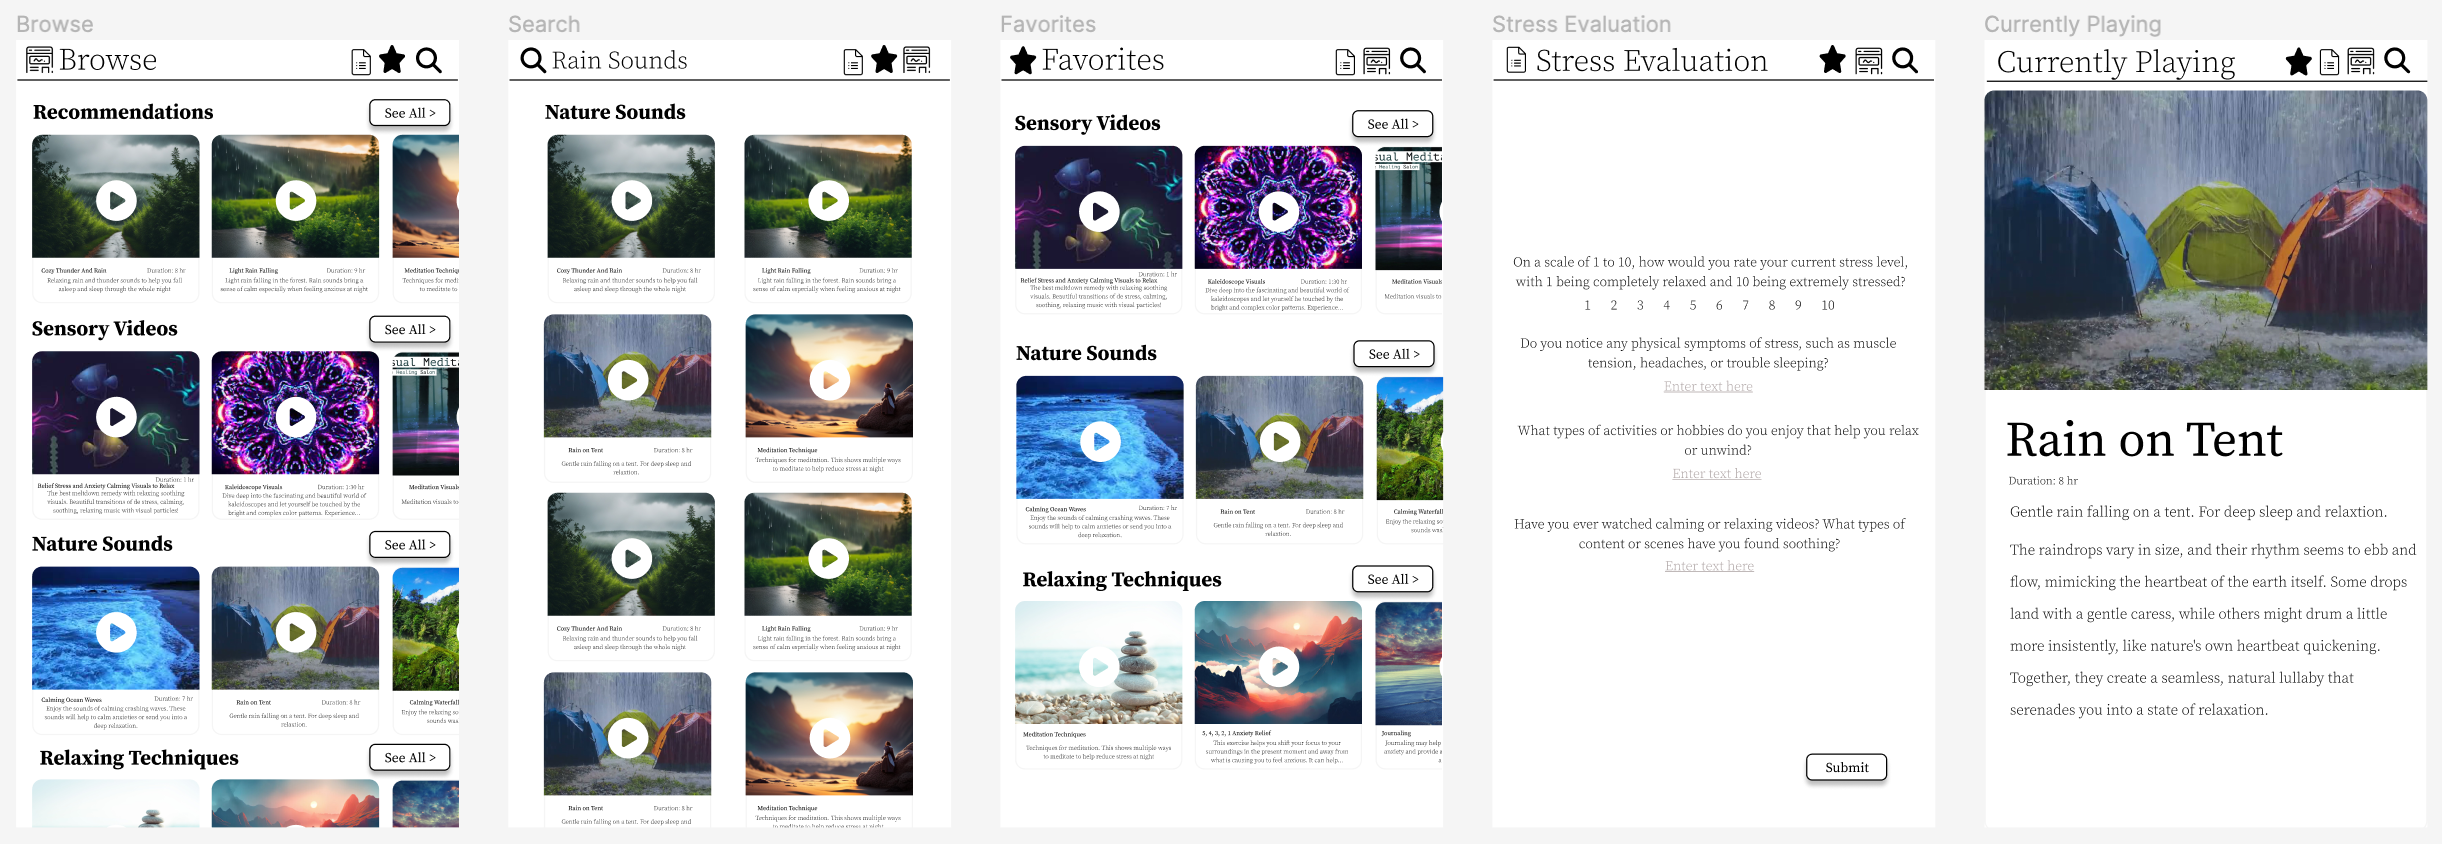 Browse
Browse
Recommendations
See All >
Cozy Thunder And Rain
Duration: 8 hr
Relaxing rain and thunder sounds to help you fall
asleep and sleep through the whole night
Light Rain Falling
Duration: 9 hr
Light rain falling in the forest. Rain sounds bring a
sense of calm especially when feeling anxious at night
Meditation Techniqu
Techniques for medi
to meditate
Sensory Videos
See All >
Duration: 1 hr
Relief Stress and Anxiety Calming Visuals to Relax
The best meltdown remedy with relaxing soothing
visuals. Beautiful transitions of de stress, calming,
soothing, relaxing music with visual particles!
Kaleidoscope Visuals
Duration: 1:30 hr
Dive deep into the fascinating and beautiful world of
kaleidoscopes and let yourself be touched by the
bright and complex color patterns. Experience...
sual Medita
Healing Salon
Meditation Visuals
Meditation visuals to
Nature Sounds
See All >
Calming Ocean Waves
Duration: 7 hr
Enjoy the sounds of calming crashing waves. These
sounds will help to calm anxieties or send you into a
deep relaxation.
Rain on Tent
Duration: 8 hr
Gentle rain falling on a tent. For deep sleep and
relaxtion.
Calming Waterfall
Enjoy the relaxing so
sounds was
Relaxing Techniques
See All >
Search
Rain Sounds
Nature Sounds
Cozy Thunder And Rain
Duration: 8 hr
Relaxing rain and thunder sounds to help you fall
asleep and sleep through the whole night
Light Rain Falling
Duration: 9 hr
Light rain falling in the forest. Rain sounds bring a
sense of calm especially when feeling anxious at night
Rain on Tent
Duration: 8 hr
Gentle rain falling on a tent. For deep sleep and
relaxtion.
Meditation Technique
Techniques for meditation. This shows multiple ways
to meditate to help reduce stress at night
Cozy Thunder And Rain
Duration: 8 hr
Relaxing rain and thunder sounds to help you fall
asleep and sleep through the whole night
Light Rain Falling
Duration: 9 hr
Light rain falling in the forest. Rain sounds bring a
sense of calm especially when feeling anxious at night
Rain on Tent
Duration: 8 hr
Gentle rain falling on a tent. For deep sleep and
Meditation Technique
Techniques for meditation. This shows multiple ways
to meditate to help reduce stress at night
Favorites
Favorites
Sensory Videos
See All >
Duration: 1 hr
Relief Stress and Anxiety Calming Visuals to Relax
The best meltdown remedy with relaxing soothing
visuals. Beautiful transitions of de stress, calming,
soothing, relaxing music with visual particles!
Kaleidoscope Visuals
Duration: 1:30 hr
Dive deep into the fascinating and beautiful world of
kaleidoscopes and let yourself be touched by the
bright and complex color patterns. Experience...
sual Medita
Healing Salon
Meditation Visuals
Meditation visuals to
Nature Sounds
See All >
Calming Ocean Waves
Duration: 7 hr
Enjoy the sounds of calming crashing waves. These
sounds will help to calm anxieties or send you into a
deep relaxation.
Rain on Tent
Duration: 8 hr
Gentle rain falling on a tent. For deep sleep and
relaxtion.
Calming Waterfall
Enjoy the relaxing so
sounds was
Relaxing Techniques
See All >
Meditation Techniques
Techniques for meditation. This shows multiple ways
to meditate to help reduce stress at night
5, 4, 3, 2, 1 Anxiety Relief
This exercise helps you shift your focus to your
surroundings in the present moment and away from
what is causing you to feel anxious. It can help...
Journaling
Journaling may help
anxiety and provide a
a
Stress Evaluation
Stress Evaluation
On a scale of 1 to 10, how would you rate your current stress level,
with 1 being completely relaxed and 10 being extremely stressed?
1 2 3 4 5 6 7 8 9 10
Do you notice any physical symptoms of stress, such as muscle
tension, headaches, or trouble sleeping?
Enter text here
What types of activities or hobbies do you enjoy that help you relax
or unwind?
Enter text here
Have you ever watched calming or relaxing videos? What types of
content or scenes have you found soothing?
Enter text here
Submit
Currently Playing
Currently Playing
Rain on Tent
Duration: 8 hr
Gentle rain falling on a tent. For deep sleep and relaxtion.
The raindrops vary in size, and their rhythm seems to ebb and
flow, mimicking the heartbeat of the earth itself. Some drops
land with a gentle caress, while others might drum a little
more insistently, like nature's own heartbeat quickening.
Together, they create a seamless, natural lullaby that
serenades you into a state of relaxation.